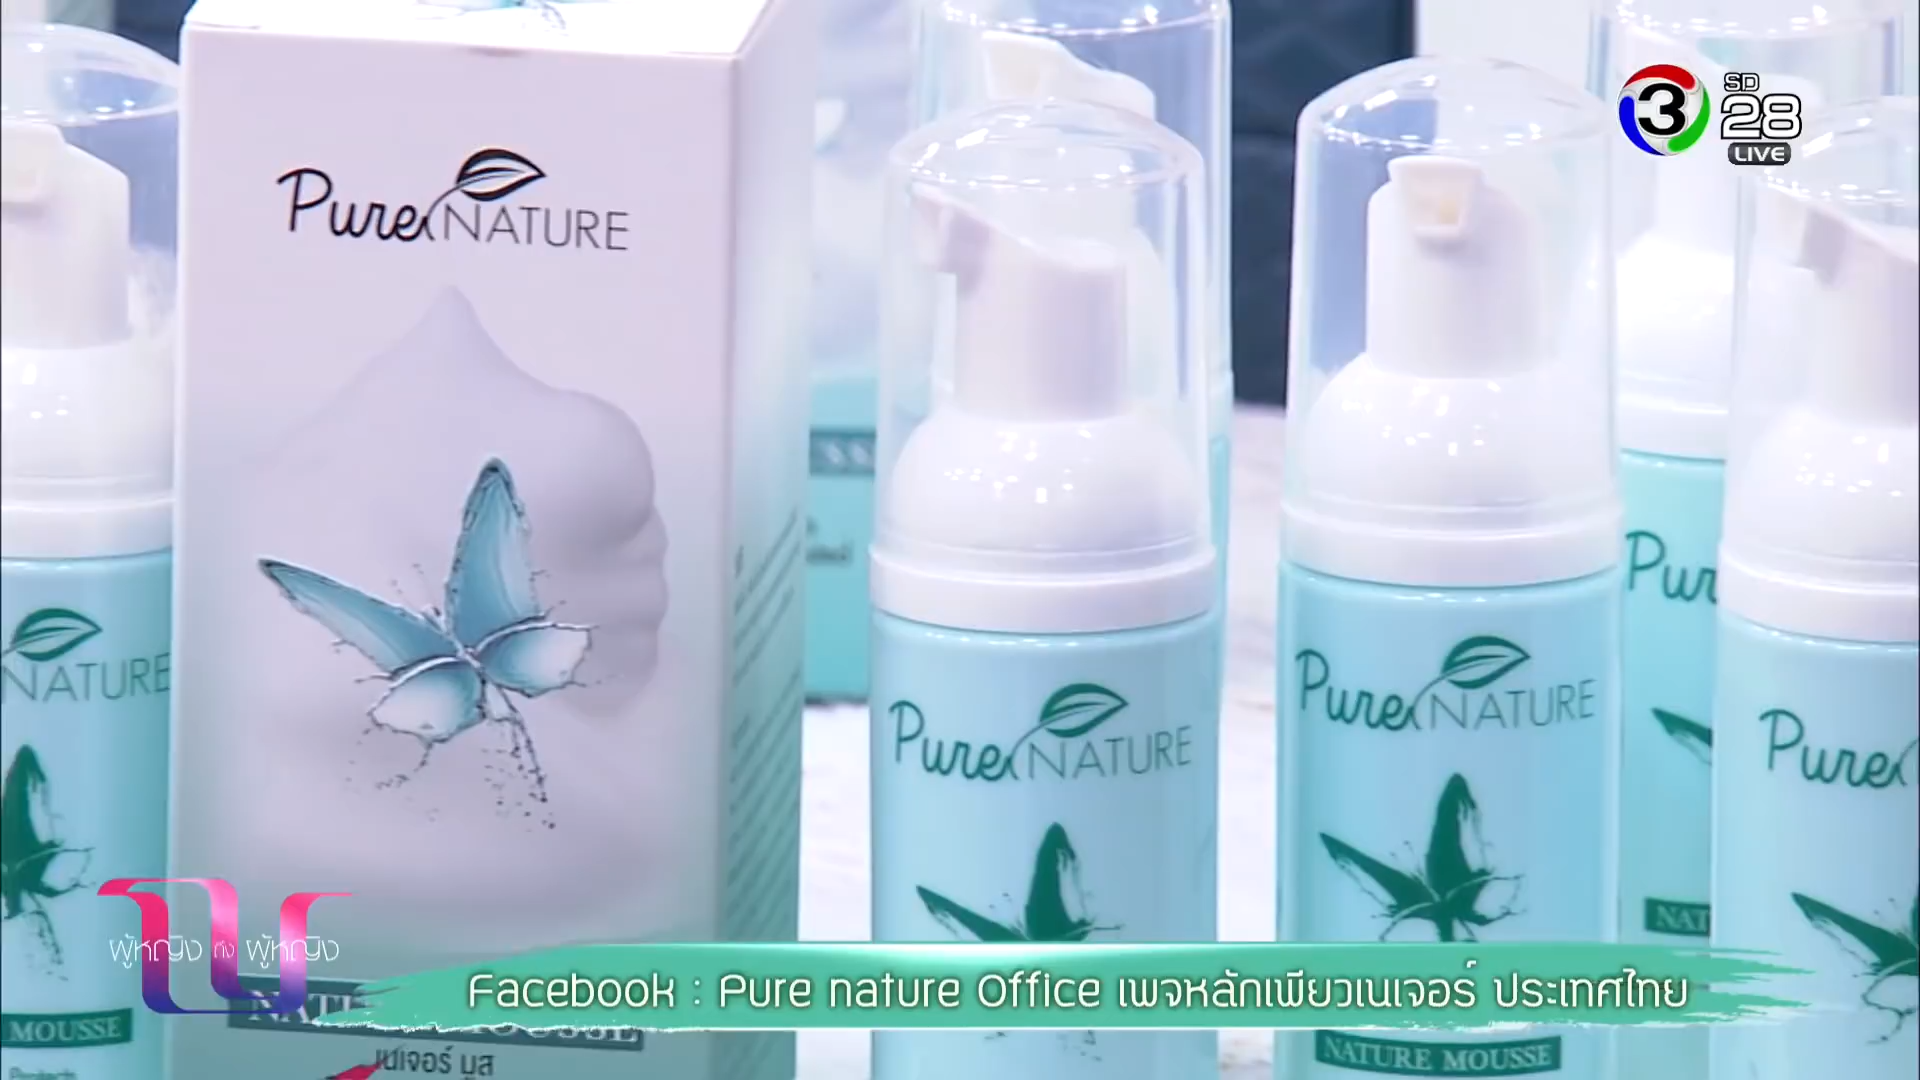 3
SD
28
LIVE
Pure NATURE
Pure NATURE
Pure NATURE
NATURE
Pure
ผู้หญิง ถึง ผู้หญิง
Facebook : Pure nature Office เพจหลักเพียวเนเจอร์ ประเทศไทย
MOUSSE
NATURE MOUSSE
เนเจอร์ มูส
Protects